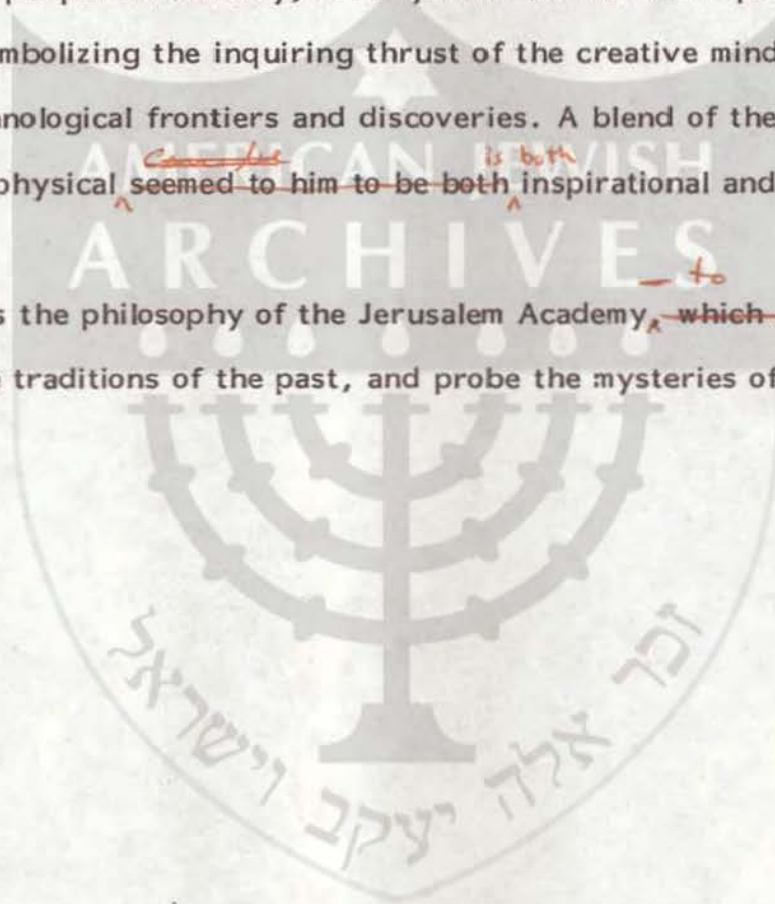 mbolizing the inquiring thrust of the creative mind
nological frontiers and discoveries. A blend of the
is both
physical seemed to him to be both inspirational and
— to
s the philosophy of the Jerusalem Academy, which
traditions of the past, and probe the mysteries of
AMERICAN JEWISH
ARCHIVES
זכר אלה יעקב וישראל